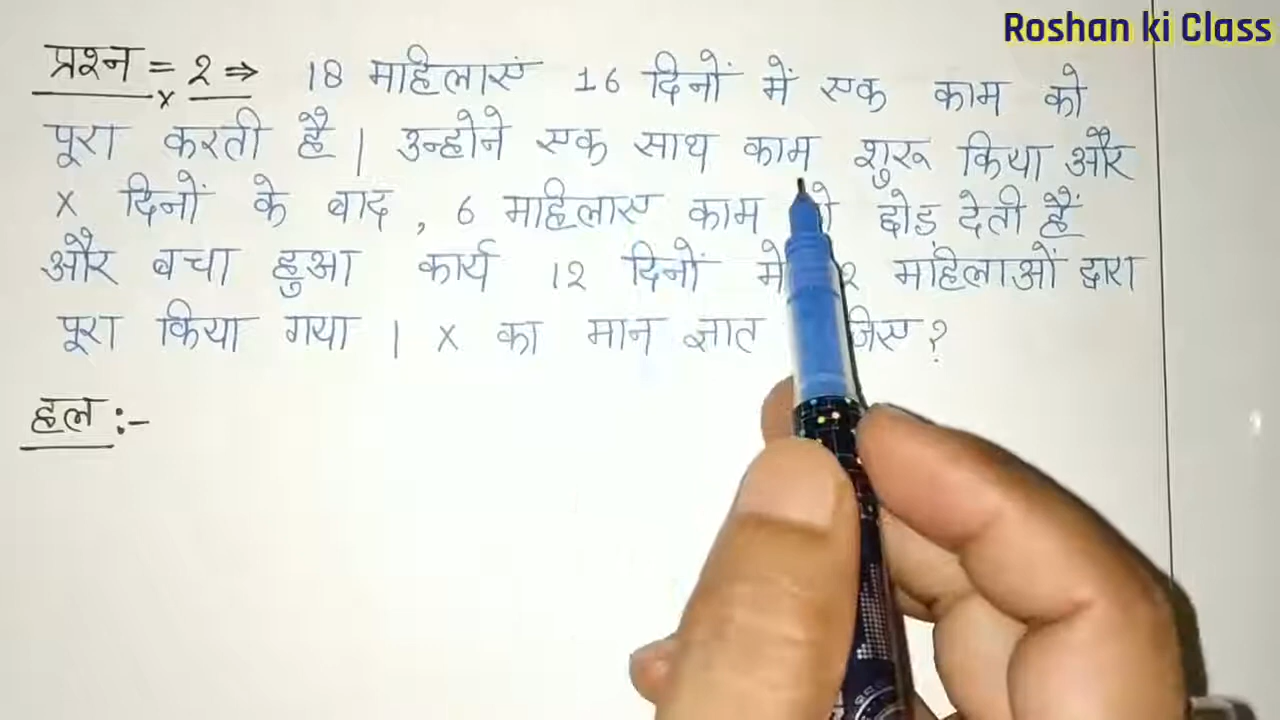 Roshan ki Class
प्रश्न = 2 ⇒ 18 महिलाएं 16 दिनों में एक काम को
पूरा करती है | उन्होने एक साथ काम शुरू किया और
x दिनों के बाद , 6 महिलाए काम छोड़ देती हैं
और बचा हुआ कार्य 12 दिनों में 2 महिलाओं द्वारा
पूरा किया गया | x का मान ज्ञात ?
हल :-